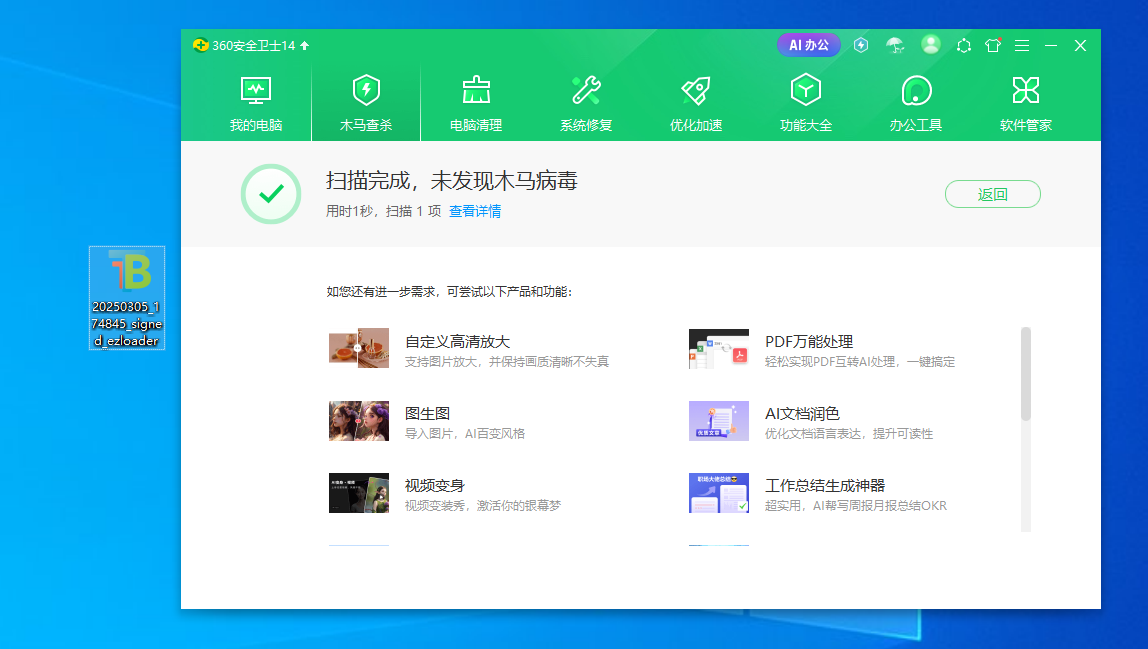 360安全卫士14
AI 办公
我的电脑
木马查杀
电脑清理
系统修复
优化加速
功能大全
办公工具
软件管家
扫描完成，未发现木马病毒
用时1秒，扫描 1 项 查看详情
返回
20250305_1
74845_signe
d_ezloader
如您还有进一步需求，可尝试以下产品和功能：
自定义高清放大
支持图片放大，并保持画质清晰不失真
PDF万能处理
轻松实现PDF互转AI处理，一键搞定
图生图
导入图片，AI百变风格
AI文档润色
优化文档语言表达，提升可读性
视频变身
视频变装秀，激活你的银幕梦
职场大佬总结
工作总结生成神器
超实用，AI帮写周报月报总结OKR